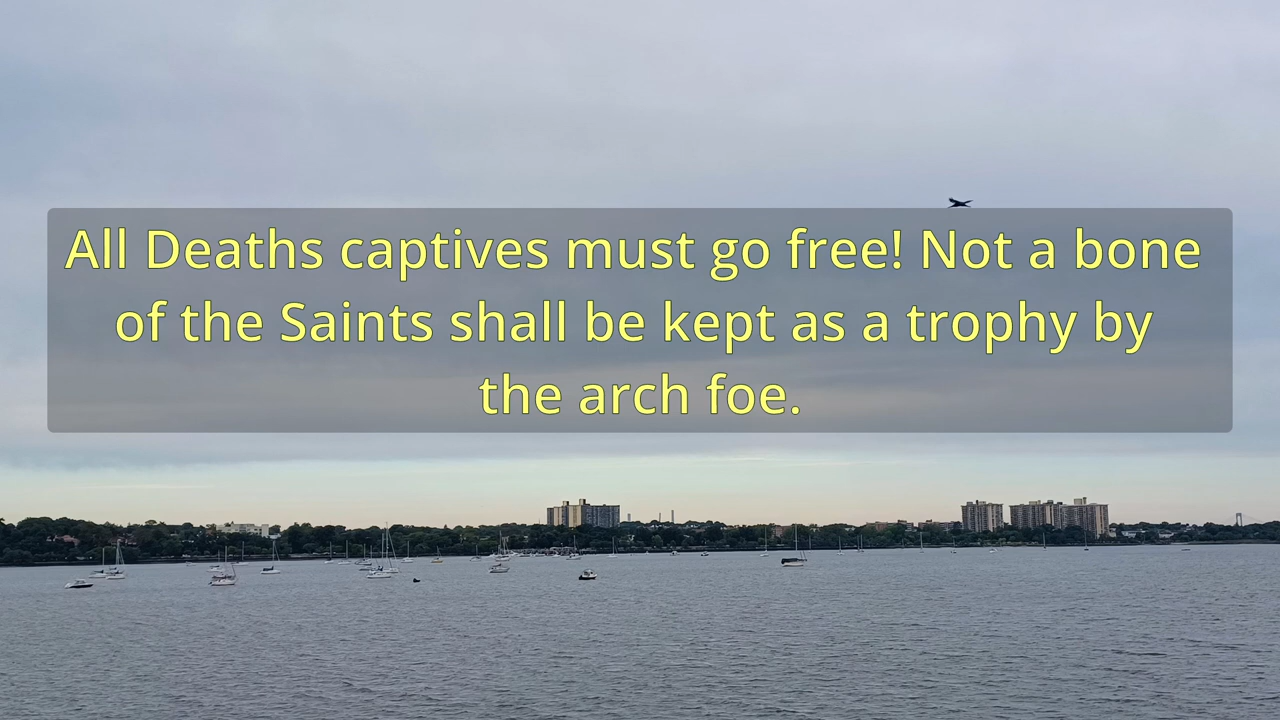 All Deaths captives must go free! Not a bone
of the Saints shall be kept as a trophy by
the arch foe.